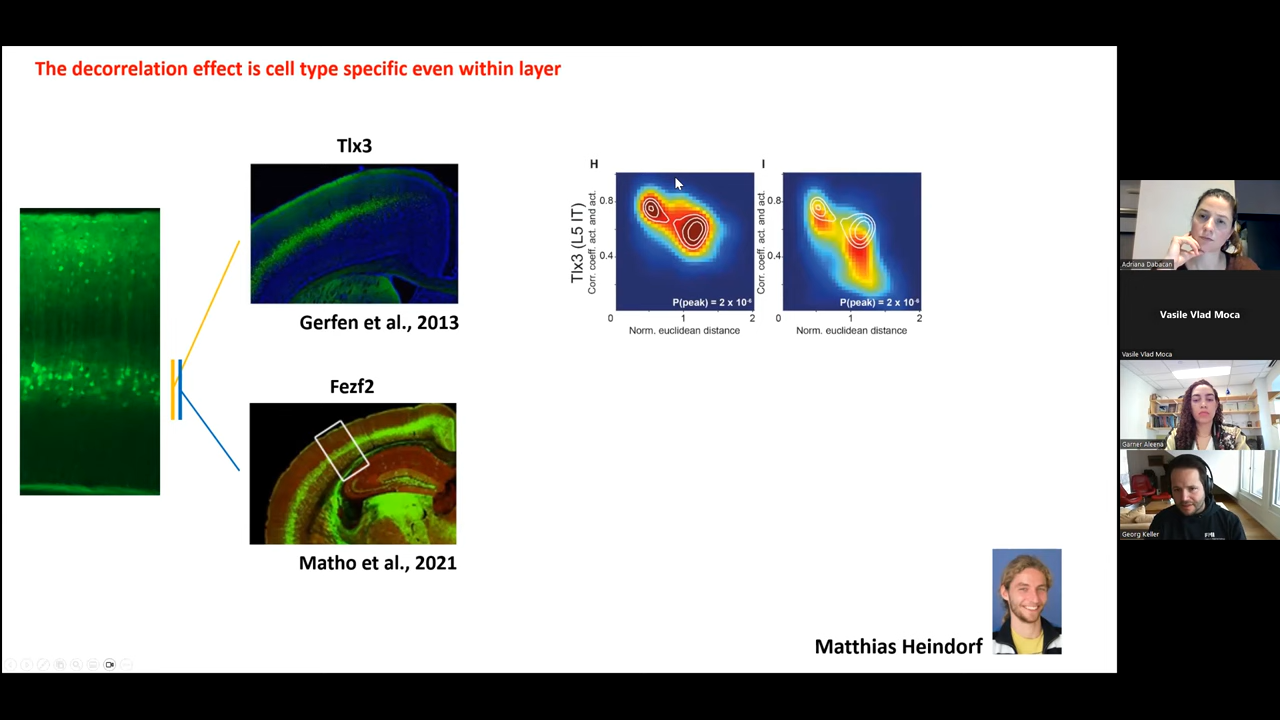 The decorrelation effect is cell type specific even within layer
Tlx3
Gerfen et al., 2013
Fezf2
Matho et al., 2021
H
Tlx3 (L5 IT)
Corr. coeff. act. and act.
0.8
0.4
P(peak) = 2 x 10⁻⁶
0
1
2
Norm. euclidean distance
I
Corr. coeff. act. and act.
0.8
0.4
P(peak) = 2 x 10⁻⁶
0
1
2
Norm. euclidean distance
Matthias Heindorf
Adriana Dabacan
Vasile Vlad Moca
Vasile Vlad Moca
Garner Aleena
Georg Keller